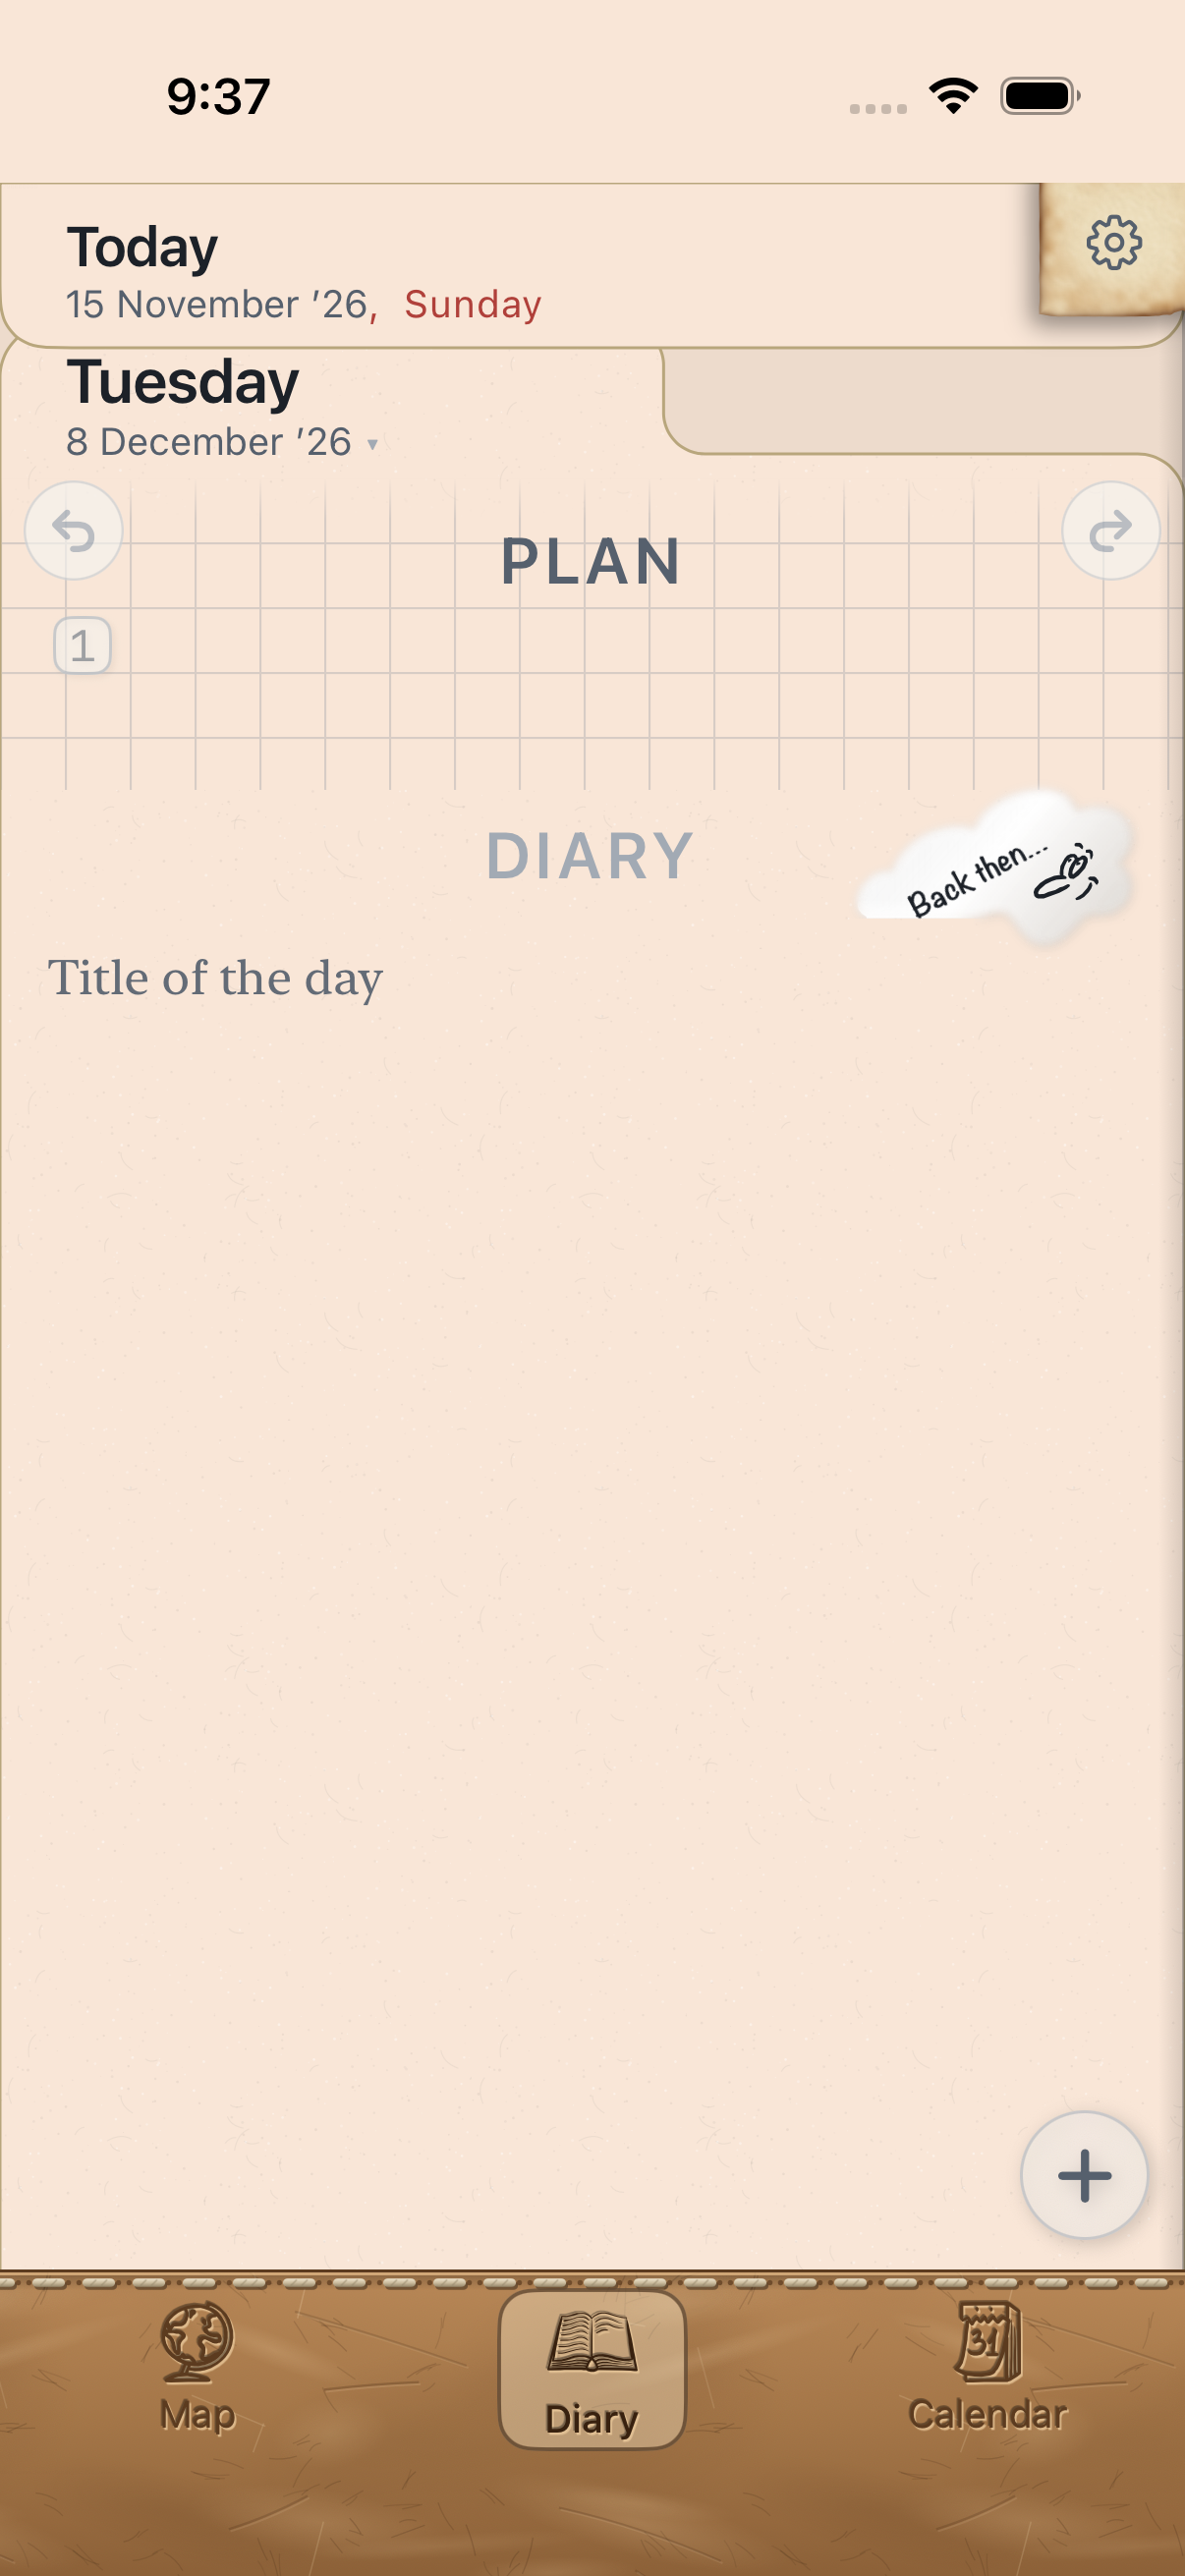 9:37
Today
15 November ’26, Sunday
Tuesday
8 December ’26 ▾
PLAN
1
DIARY
Back then...
Title of the day
31
Map
Diary
Calendar